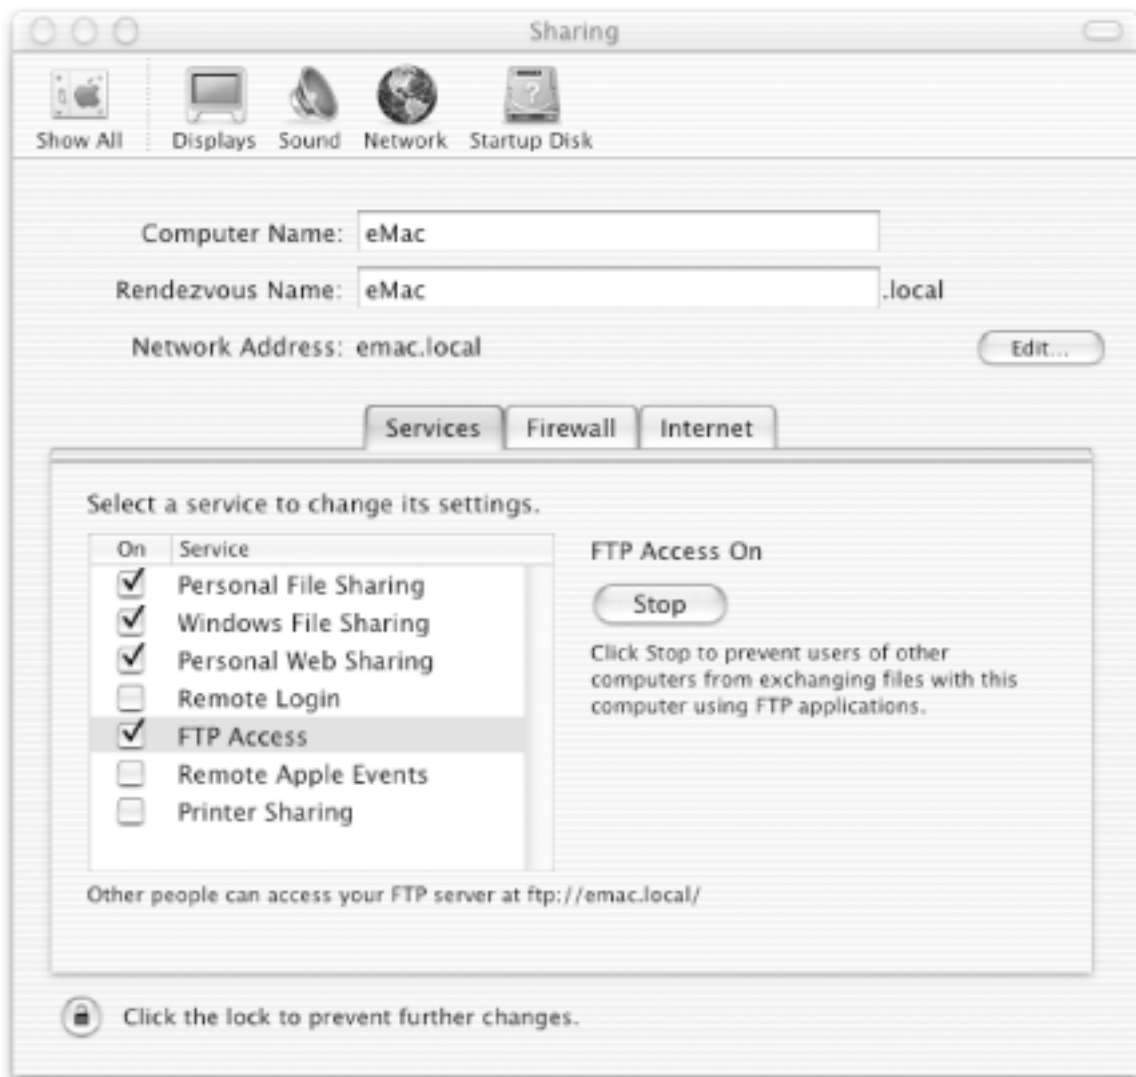 Sharing
Show All Displays Sound Network Startup Disk
Computer Name: eMac
Rendezvous Name: eMac .local
Network Address: emac.local Edit...
Services Firewall Internet
Select a service to change its settings.
On Service
Personal File Sharing
Windows File Sharing
Personal Web Sharing
Remote Login
FTP Access
Remote Apple Events
Printer Sharing
FTP Access On
Stop
Click Stop to prevent users of other
computers from exchanging files with this
computer using FTP applications.
Other people can access your FTP server at ftp://emac.local/
Click the lock to prevent further changes.